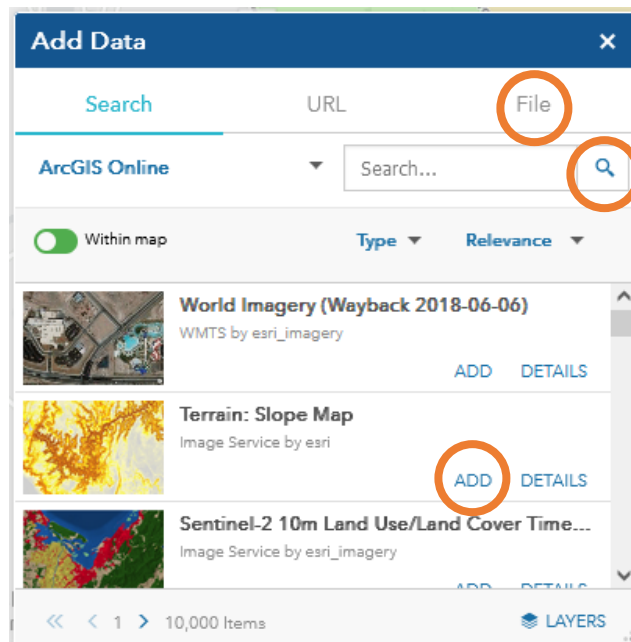 Add Data
Search URL File
ArcGIS Online Search...
Within map Type Relevance
World Imagery (Wayback 2018-06-06)
WMTS by esri_imagery
ADD DETAILS
Terrain: Slope Map
Image Service by esri
ADD DETAILS
Sentinel-2 10m Land Use/Land Cover Time...
Image Service by esri_imagery
ADD DETAILS
1 10,000 Items LAYERS